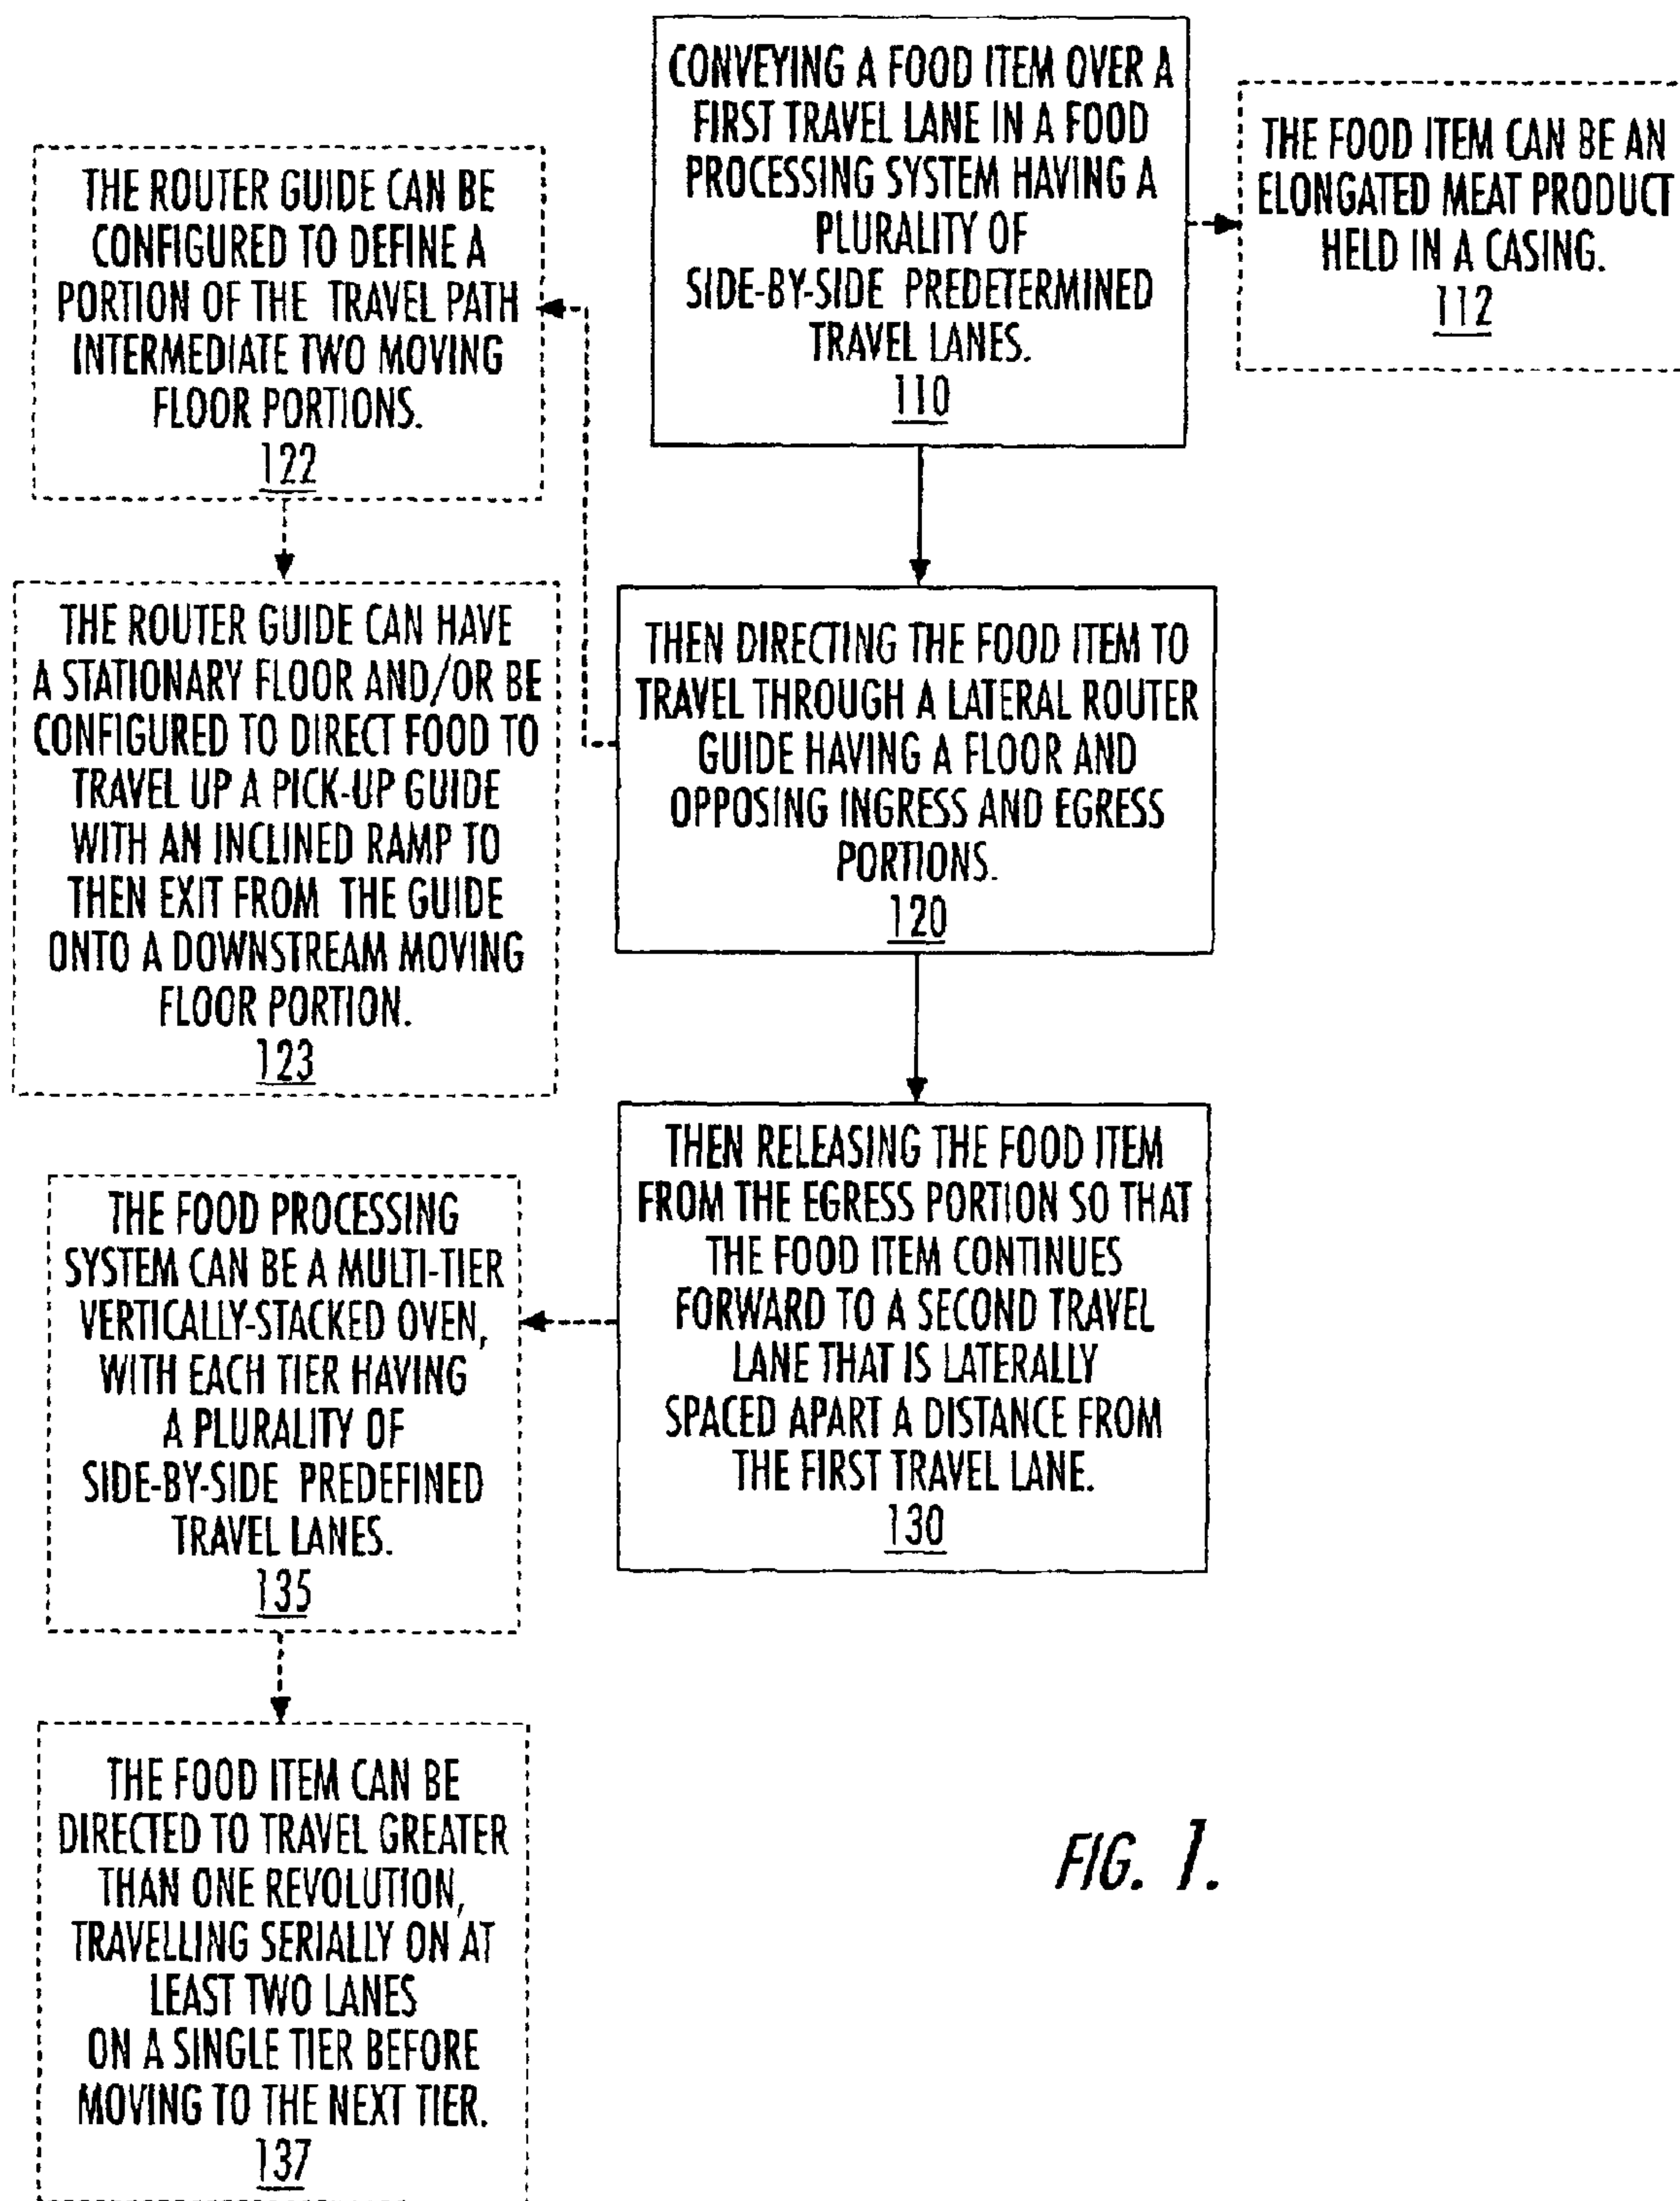 CONVEYING A FOOD ITEM OVER A
FIRST TRAVEL LANE IN A FOOD
PROCESSING SYSTEM HAVING A
PLURALITY OF
SIDE-BY-SIDE PREDETERMINED
TRAVEL LANES.
110
THE FOOD ITEM CAN BE AN
ELONGATED MEAT PRODUCT
HELD IN A CASING.
112
THE ROUTER GUIDE CAN BE
CONFIGURED TO DEFINE A
PORTION OF THE TRAVEL PATH
INTERMEDIATE TWO MOVING
FLOOR PORTIONS.
122
THE ROUTER GUIDE CAN HAVE
A STATIONARY FLOOR AND/OR BE
CONFIGURED TO DIRECT FOOD TO
TRAVEL UP A PICK-UP GUIDE
WITH AN INCLINED RAMP TO
THEN EXIT FROM THE GUIDE
ONTO A DOWNSTREAM MOVING
FLOOR PORTION.
123
THEN DIRECTING THE FOOD ITEM TO
TRAVEL THROUGH A LATERAL ROUTER
GUIDE HAVING A FLOOR AND
OPPOSING INGRESS AND EGRESS
PORTIONS.
120
THEN RELEASING THE FOOD ITEM
FROM THE EGRESS PORTION SO THAT
THE FOOD ITEM CONTINUES
FORWARD TO A SECOND TRAVEL
LANE THAT IS LATERALLY
SPACED APART A DISTANCE FROM
THE FIRST TRAVEL LANE.
130
THE FOOD PROCESSING
SYSTEM CAN BE A MULTI-TIER
VERTICALLY-STACKED OVEN,
WITH EACH TIER HAVING
A PLURALITY OF
SIDE-BY-SIDE PREDEFINED
TRAVEL LANES.
135
THE FOOD ITEM CAN BE
DIRECTED TO TRAVEL GREATER
THAN ONE REVOLUTION,
TRAVELLING SERIALLY ON AT
LEAST TWO LANES
ON A SINGLE TIER BEFORE
MOVING TO THE NEXT TIER.
137
FIG. 1.